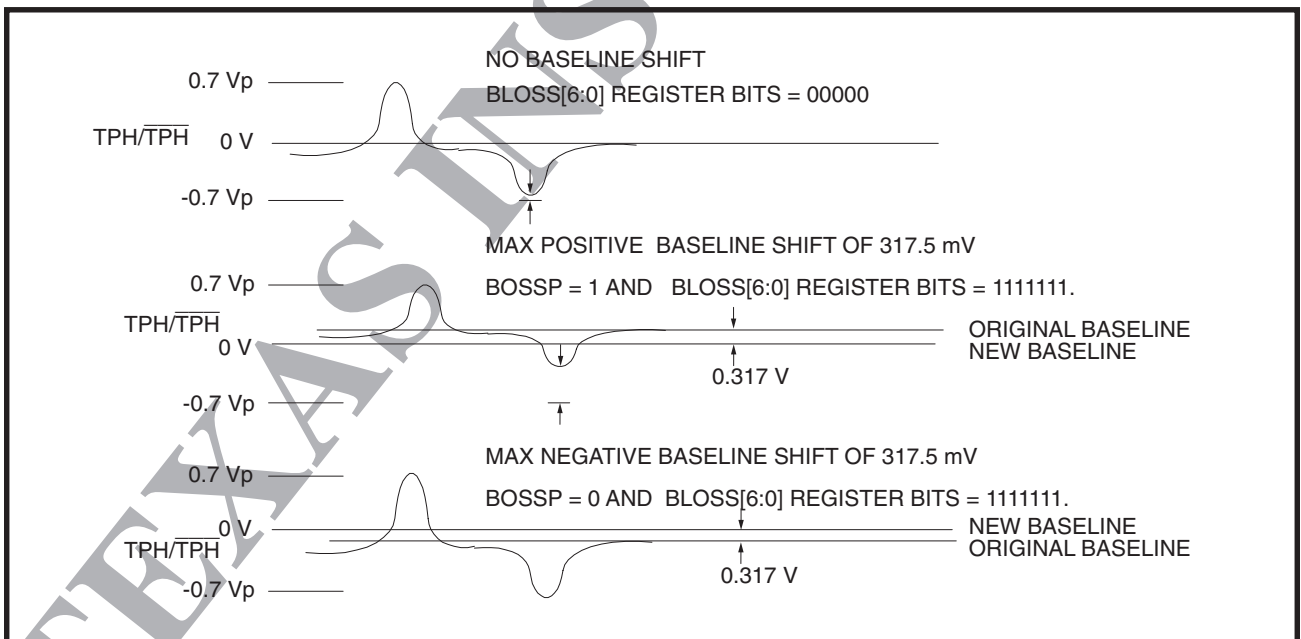 NO BASELINE SHIFT
0.7 Vp
BLOSS[6:0] REGISTER BITS = 00000
TPH/TPH 0 V
-0.7 Vp
MAX POSITIVE BASELINE SHIFT OF 317.5 mV
0.7 Vp
BOSSP = 1 AND BLOSS[6:0] REGISTER BITS = 1111111.
TPH/TPH
ORIGINAL BASELINE
0 V
NEW BASELINE
0.317 V
-0.7 Vp
MAX NEGATIVE BASELINE SHIFT OF 317.5 mV
0.7 Vp
BOSSP = 0 AND BLOSS[6:0] REGISTER BITS = 1111111.
0 V
NEW BASELINE
TPH/TPH
ORIGINAL BASELINE
0.317 V
-0.7 Vp
TEXAS INS